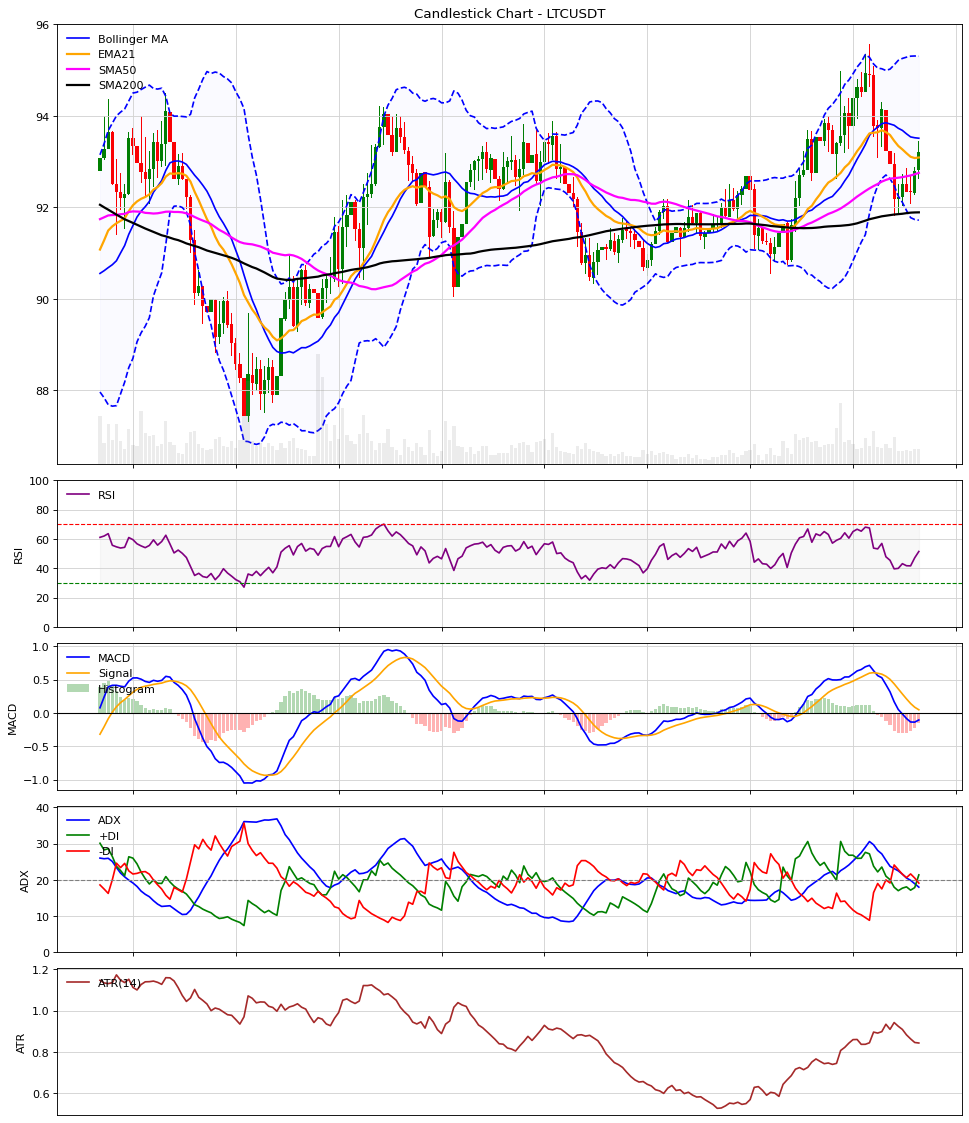 Candlestick Chart - LTCUSDT
96
94
92
90
88
Bollinger MA
EMA21
SMA50
SMA200
100
80
60
40
20
0
RSI
RSI
1.0
0.5
0.0
−0.5
−1.0
MACD
MACD
Signal
Histogram
40
30
20
10
0
ADX
ADX
+DI
-DI
1.2
1.0
0.8
0.6
ATR
ATR(14)